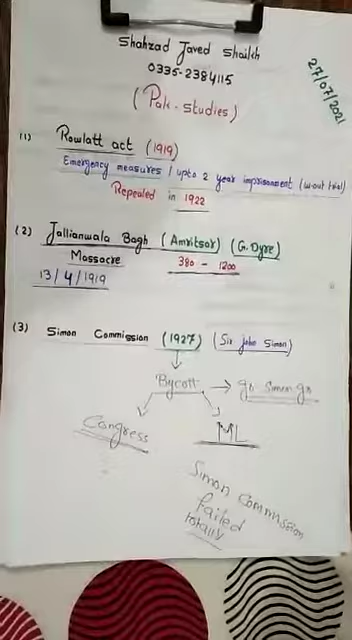 Shahzad Javed Shaikh
0335-2384115
27/07/2021
(Pak-studies)
(1) Rowlatt act (1919)
Emergency measures / upto 2 year imprisonment (w.out trial)
Repealed in 1922
(2) Jallianwala Bagh (Amritsar) (G. Dyre)
Massacre 380 - 1200
13/4/1919
(3) Simon Commission (1927) (Sir John Simon)
Bycott → go Simon go
Congress ML
Simon Commission
failed
totally